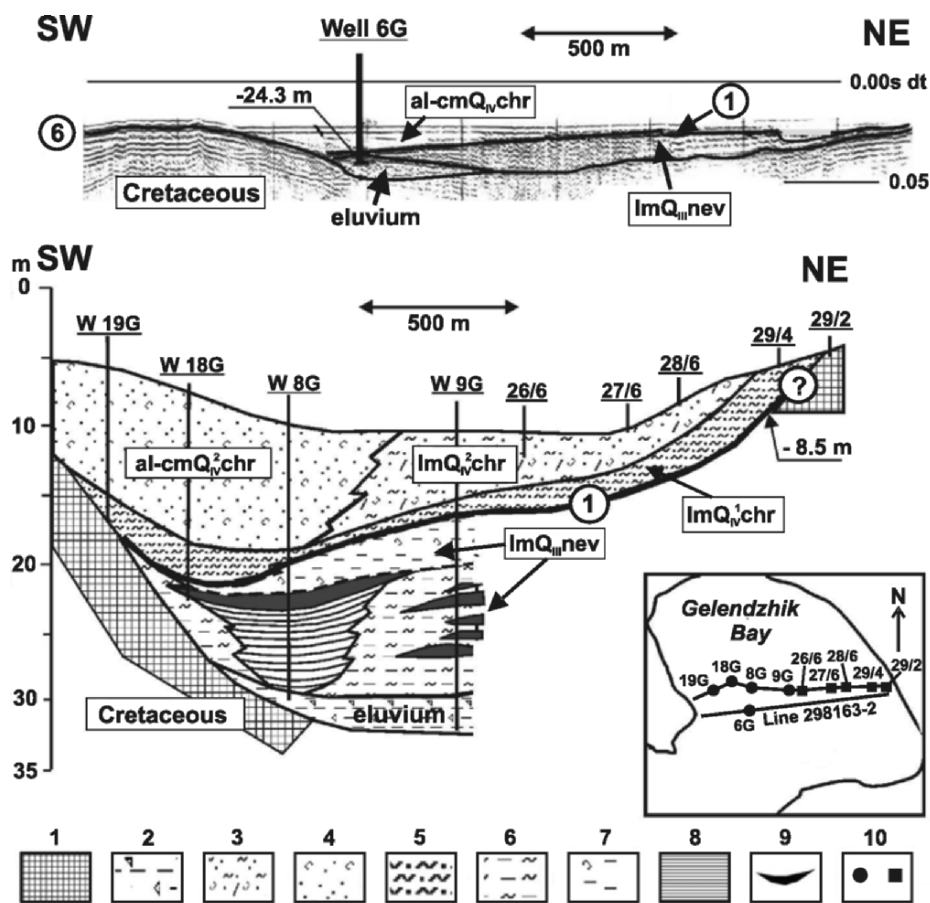 SW
Well 6G
NE
500 m
0.00s dt
-24.3 m
al-cmQIVchr
1
6
Cretaceous
eluvium
lmQIIInev
0.05
m SW
NE
0
500 m
W 19G
W 18G
W 8G
W 9G
26/6
27/6
28/6
29/4
29/2
?
10
al-cmQ²IVchr
lmQ²IVchr
- 8.5 m
1
lmQ¹IVchr
lmQIIInev
20
25
30
Cretaceous
eluvium
35
Gelendzhik
Bay
N
19G
18G
8G
9G
26/6
27/6
28/6
29/4
29/2
6G
Line 298163-2
1 2 3 4 5 6 7 8 9 10